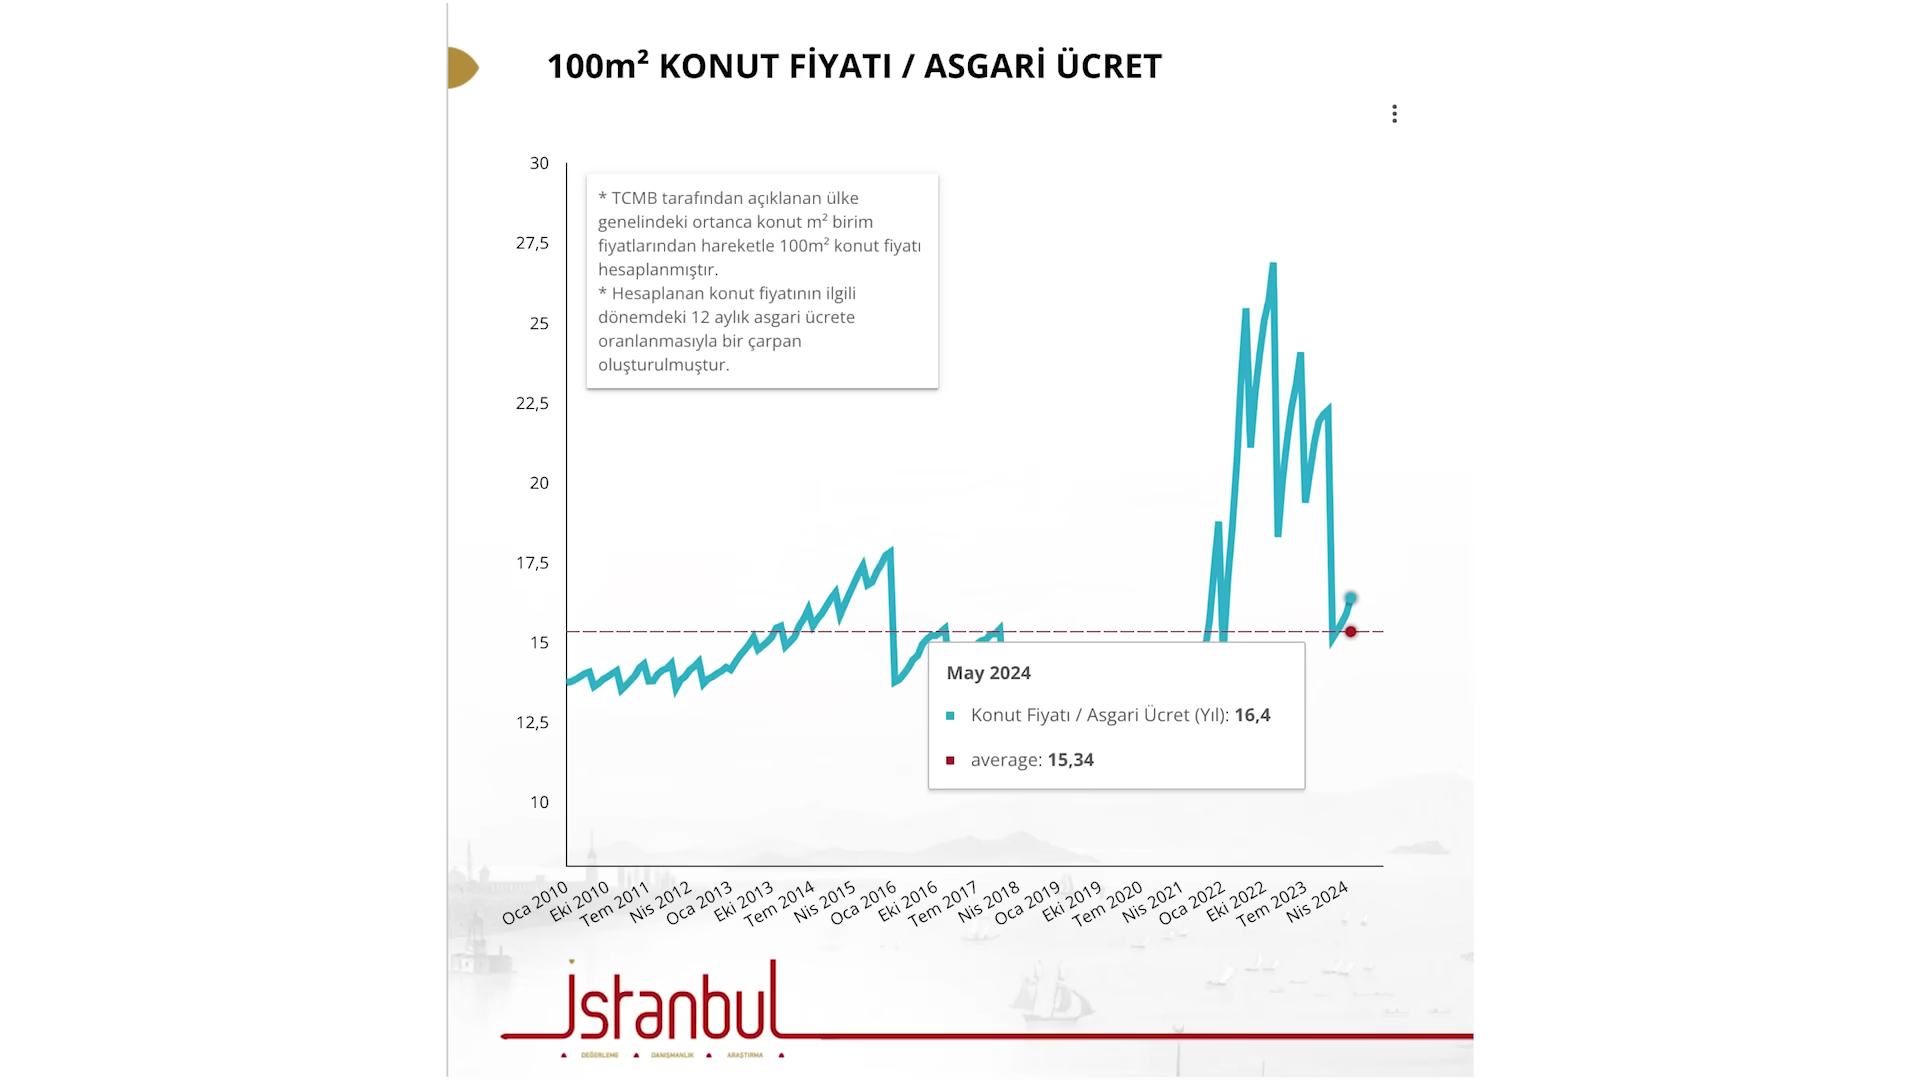 100m² KONUT FİYATI / ASGARİ ÜCRET
30
27,5
25
22,5
20
17,5
15
12,5
10
* TCMB tarafından açıklanan ülke
genelindeki ortanca konut m² birim
fiyatlarından hareketle 100m² konut fiyatı
hesaplanmıştır.
* Hesaplanan konut fiyatının ilgili
dönemdeki 12 aylık asgari ücrete
oranlanmasıyla bir çarpan
oluşturulmuştur.
May 2024
Konut Fiyatı / Asgari Ücret (Yıl): 16,4
average: 15,34
Oca 2010
Eki 2010
Tem 2011
Nis 2012
Oca 2013
Eki 2013
Tem 2014
Nis 2015
Oca 2016
Eki 2016
Tem 2017
Nis 2018
Oca 2019
Eki 2019
Tem 2020
Nis 2021
Oca 2022
Eki 2022
Tem 2023
Nis 2024
istanbul
DEĞERLEME DANIŞMANLIK ARAŞTIRMA